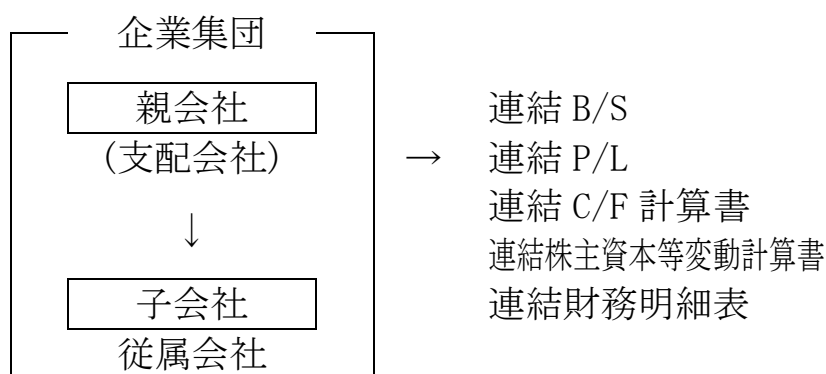 企業集団
親会社
(支配会社)
↓
子会社
従属会社
→
連結 B/S
連結 P/L
連結 C/F 計算書
連結株主資本等変動計算書
連結財務明細表